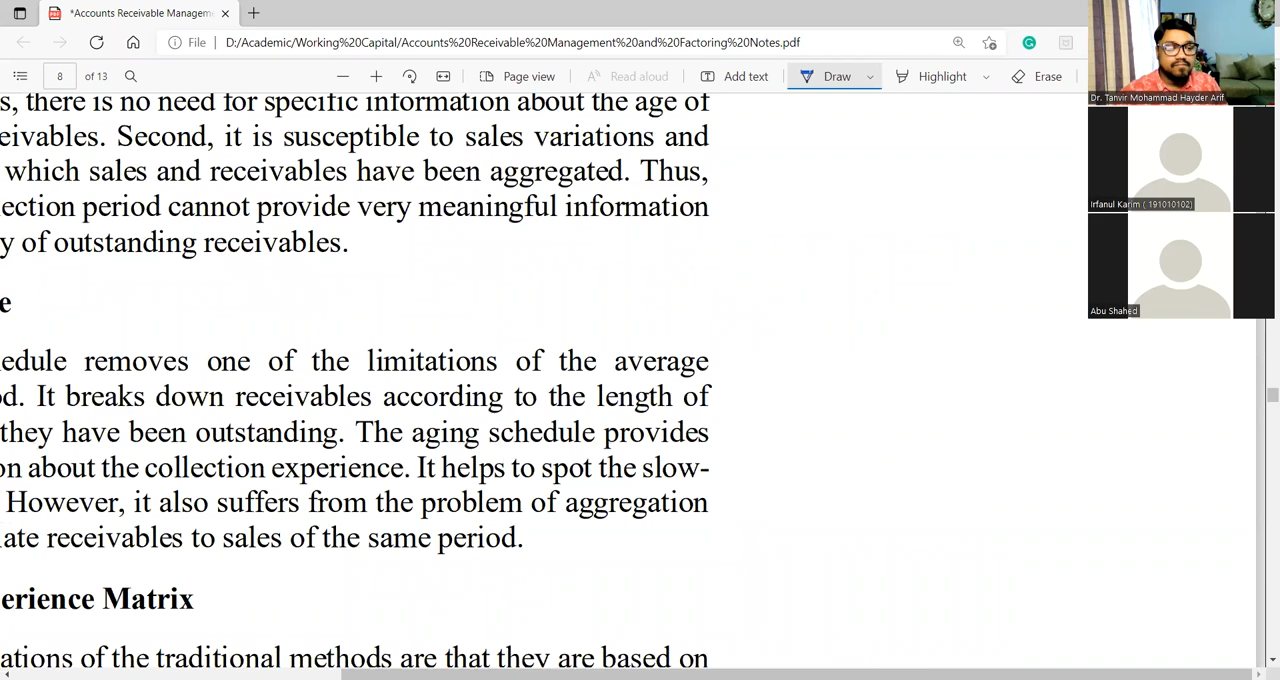 *Accounts Receivable Managem
File
D:/Academic/Working%20Capital/Accounts%20Receivable%20Management%20and%20Factoring%20Notes.pdf
8 of 13
Page view
Read aloud
Add text
Draw
Highlight
Erase
s, there is no need for specific information about the age of
eivables. Second, it is susceptible to sales variations and
which sales and receivables have been aggregated. Thus,
lection period cannot provide very meaningful information
y of outstanding receivables.
e
hedule removes one of the limitations of the average
od. It breaks down receivables according to the length of
they have been outstanding. The aging schedule provides
on about the collection experience. It helps to spot the slow-
However, it also suffers from the problem of aggregation
late receivables to sales of the same period.
erience Matrix
ations of the traditional methods are that they are based on
Dr. Tanvir Mohammad Hayder Arif
Irfanul Karim ( 191010102)
Abu Shahed